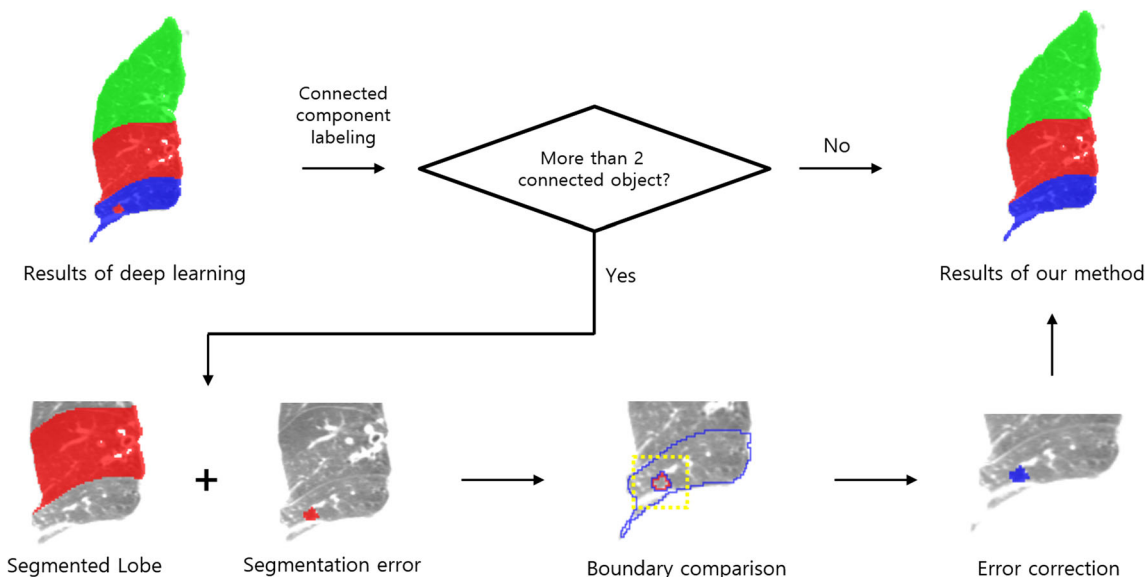 Connected
component
labeling
More than 2
connected object?
No
Results of deep learning
Yes
Results of our method
+
Segmented Lobe
Segmentation error
Boundary comparison
Error correction